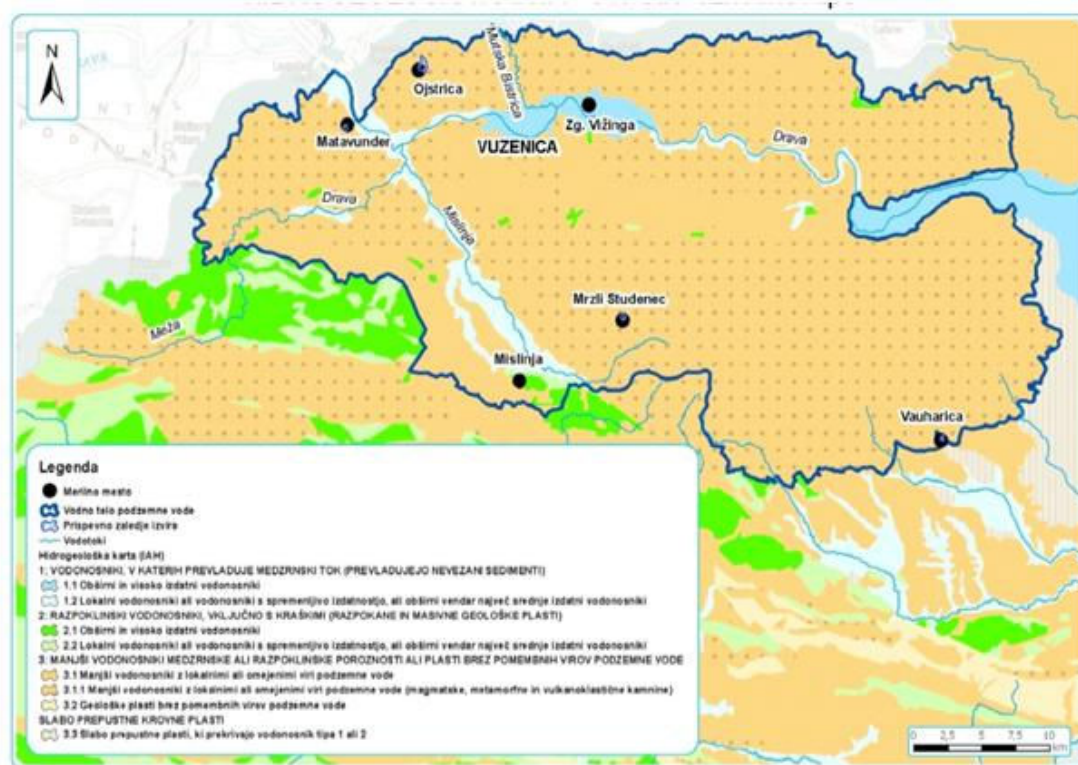 N
Mutska Bistrica
Ojstrica
Matavunder
Zg. Vižinga
VUZENICA
Drava
Drava
Mislinja
Mrzli Studenec
Meža
Mislinja
Vauharica
Legenda
Merilno mesto
Vodno telo podzemne vode
Prispevno zaledje izvira
Vodotoki
Hidrogeološka karta (IAH)
1: VODONOSNIKI, V KATERIH PREVLADUJE MEDZRNSKI TOK (PREVLADUJEJO NEVEZANI SEDIMENTI)
1.1 Obširni in visoko izdatni vodonosniki
1.2 Lokalni vodonosniki ali vodonosniki s spremenljivo izdatnostjo, ali obširni vendar največ srednje izdatni vodonosniki
2: RAZPOKLINSKI VODONOSNIKI, VKLJUČNO S KRAŠKIMI (RAZPOKANE IN MASIVNE GEOLOŠKE PLASTI)
2.1 Obširni in visoko izdatni vodonosniki
2.2 Lokalni vodonosniki ali vodonosniki s spremenljivo izdatnostjo, ali obširni vendar največ srednje izdatni vodonosniki
3: MANJŠI VODONOSNIKI MEDZRNSKE ALI RAZPOKLINSKE POROZNOSTI ALI PLASTI BREZ POMEMBNIH VIROV PODZEMNE VODE
3.1 Manjši vodonosniki z lokalnimi ali omejenimi viri podzemne vode
3.1.1 Manjši vodonosniki z lokalnimi ali omejenimi viri podzemne vode (magmatske, metamorfne in vulkanoklastične kamnine)
3.2 Geološke plasti brez pomembnih virov podzemne vode
SLABO PREPUSTNE KROVNE PLASTI
3.3 Slabo prepustne plasti, ki prekrivajo vodonosnik tipa 1 ali 2
0 2,5 5 7,5 10
km